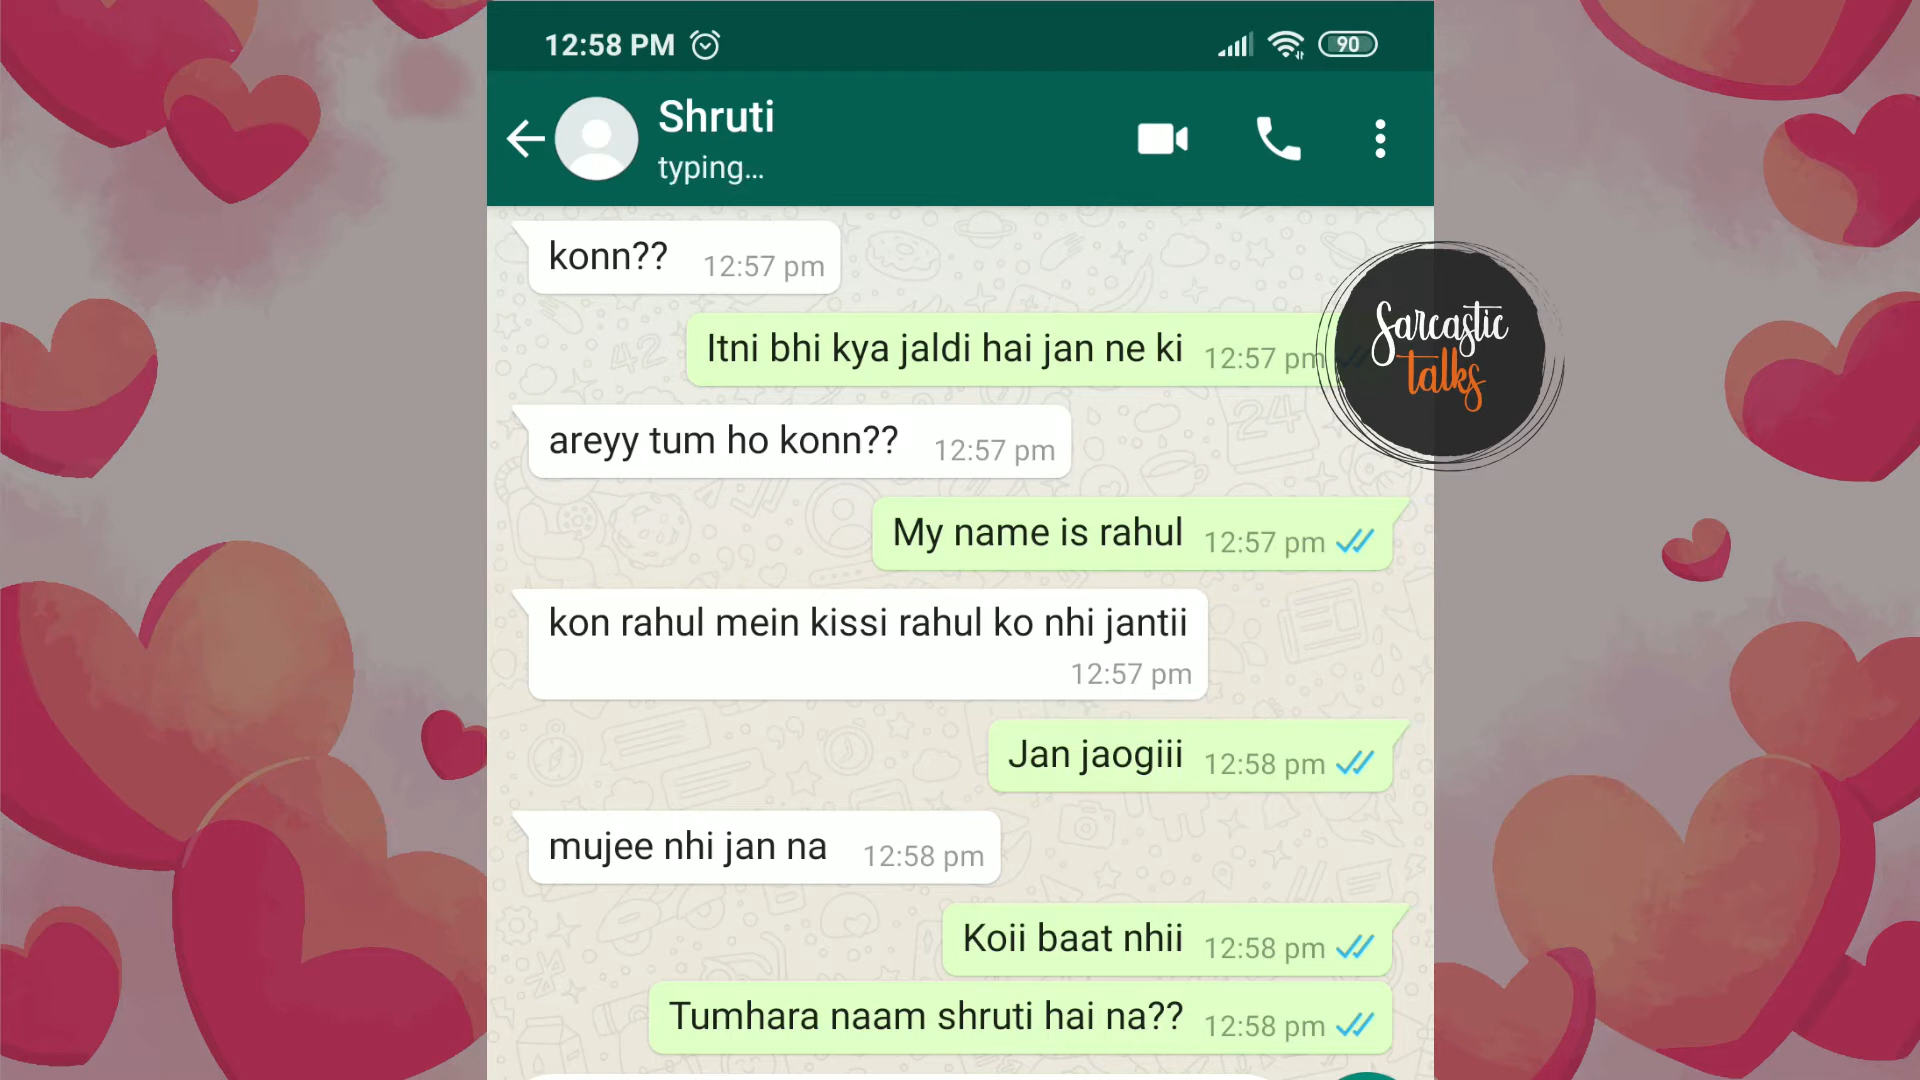 12:58 PM
90
Shruti
typing...
konn??
12:57 pm
Itni bhi kya jaldi hai jan ne ki
12:57 pm
Sarcastic
talks
areyy tum ho konn??
12:57 pm
My name is rahul
12:57 pm
kon rahul mein kissi rahul ko nhi jantii
12:57 pm
Jan jaogiii
12:58 pm
mujee nhi jan na
12:58 pm
Koii baat nhii
12:58 pm
Tumhara naam shruti hai na??
12:58 pm